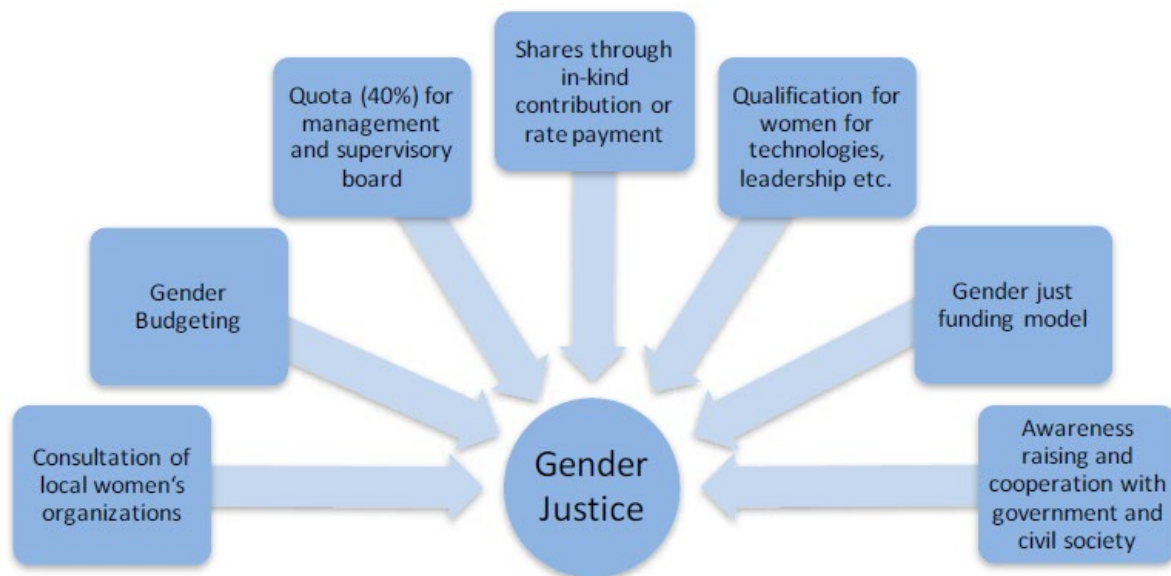 Shares through
in-kind
contribution or
rate payment
Quota (40%) for
management
and supervisory
board
Qualification for
women for
technologies,
leadership etc.
Gender
Budgeting
Gender just
funding model
Consultation of
local women‘s
organizations
Gender
Justice
Awareness
raising and
cooperation with
government and
civil society